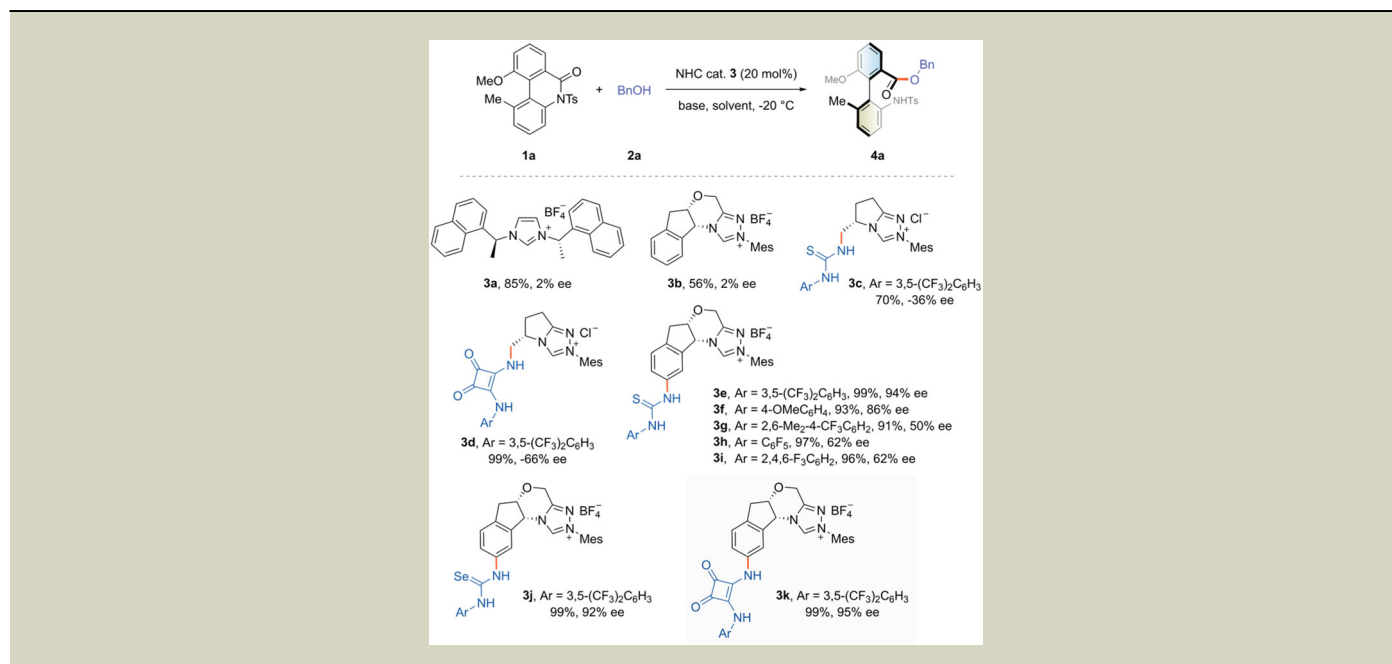 MeO
O
Me
NTs
+
BnOH
NHC cat. 3 (20 mol%)
base, solvent, -20 °C
MeO
O
O
Bn
Me
NHTs
1a
2a
4a
BF₄⁻
N
N
+
3a, 85%, 2% ee
O
N
N
N
+
Mes
BF₄⁻
3b, 56%, 2% ee
N
N
N
+
Mes
Cl⁻
S
NH
NH
Ar
3c, Ar = 3,5-(CF₃)₂C₆H₃
70%, -36% ee
N
N
N
+
Mes
Cl⁻
O
O
NH
NH
Ar
3d, Ar = 3,5-(CF₃)₂C₆H₃
99%, -66% ee
O
N
N
N
+
Mes
BF₄⁻
S
NH
NH
Ar
3e, Ar = 3,5-(CF₃)₂C₆H₃, 99%, 94% ee
3f, Ar = 4-OMeC₆H₄, 93%, 86% ee
3g, Ar = 2,6-Me₂-4-CF₃C₆H₂, 91%, 50% ee
3h, Ar = C₆F₅, 97%, 62% ee
3i, Ar = 2,4,6-F₃C₆H₂, 96%, 62% ee
O
N
N
N
+
Mes
BF₄⁻
Se
NH
NH
Ar
3j, Ar = 3,5-(CF₃)₂C₆H₃
99%, 92% ee
O
N
N
N
+
Mes
BF₄⁻
O
O
NH
NH
Ar
3k, Ar = 3,5-(CF₃)₂C₆H₃
99%, 95% ee